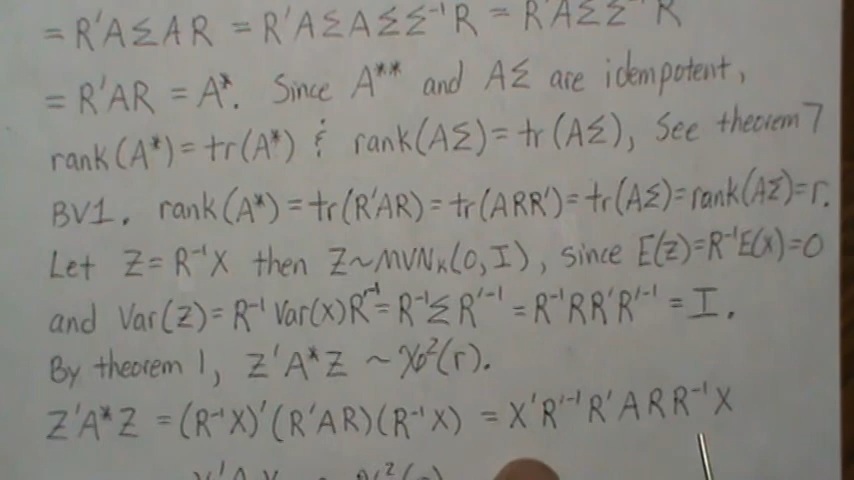 = R'AΣAR = R'AΣAΣΣ⁻¹R = R'AΣΣ⁻¹R
= R'AR = A*. Since A** and AΣ are idempotent,
rank(A*) = tr(A*) & rank(AΣ) = tr(AΣ), See theorem 7
BV1. rank(A*) = tr(R'AR) = tr(ARR') = tr(AΣ) = rank(AΣ) = r.
Let Z = R⁻¹X then Z~MVNₖ(0, I), since E(Z) = R⁻¹E(X) = 0
and Var(Z) = R⁻¹ Var(X)R'⁻¹ = R⁻¹ΣR'⁻¹ = R⁻¹RR'R'⁻¹ = I.
By theorem 1, Z'A*Z ~ χ₀²(r).
Z'A*Z = (R⁻¹X)'(R'AR)(R⁻¹X) = X'R'⁻¹R'ARR⁻¹X